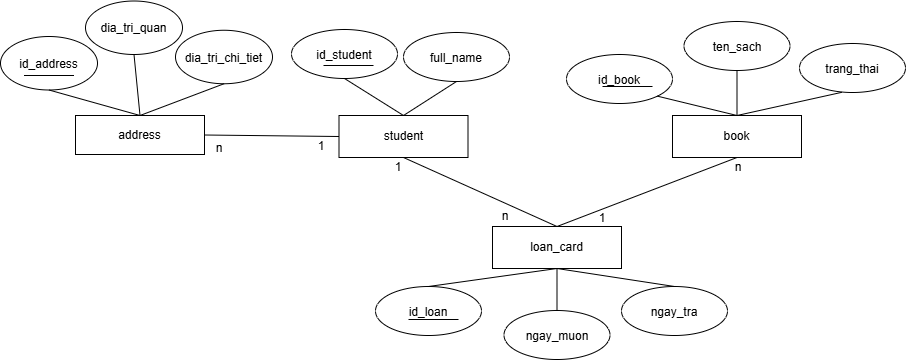 dia_tri_quan
id_address
dia_tri_chi_tiet
id_student
full_name
ten_sach
id_book
trang_thai
address
student
book
n
1
1
n
n
1
loan_card
id_loan
ngay_muon
ngay_tra